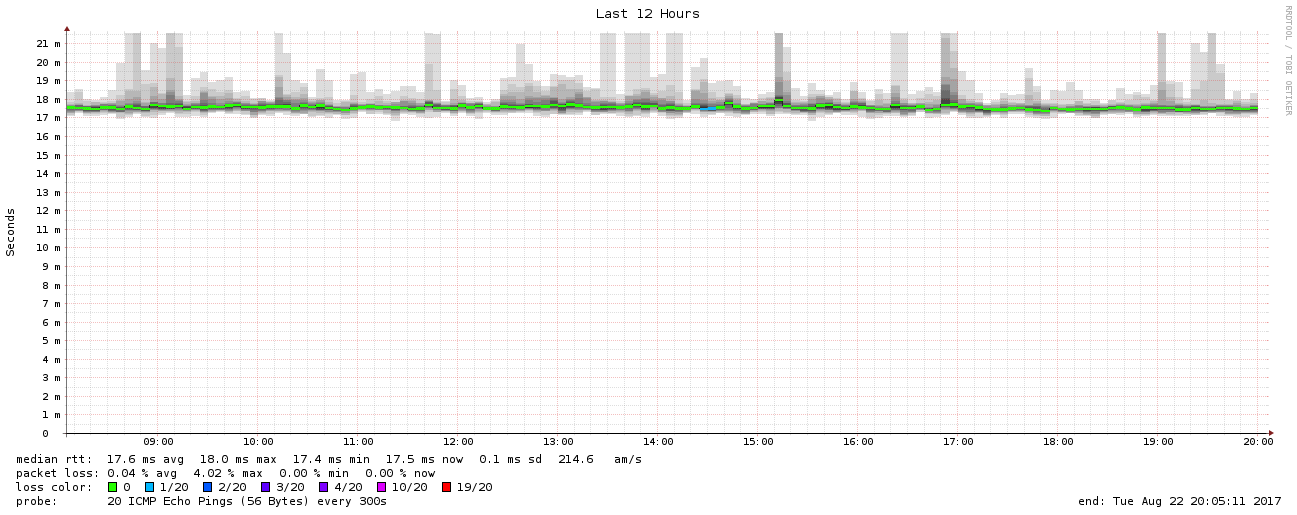 Last 12 Hours
RRDTOOL / TOBI OETIKER
Seconds
21 m
20 m
19 m
18 m
17 m
16 m
15 m
14 m
13 m
12 m
11 m
10 m
9 m
8 m
7 m
6 m
5 m
4 m
3 m
2 m
1 m
0
09:00 10:00 11:00 12:00 13:00 14:00 15:00 16:00 17:00 18:00 19:00 20:00
median rtt: 17.6 ms avg 18.0 ms max 17.4 ms min 17.5 ms now 0.1 ms sd 214.6 am/s
packet loss: 0.04 % avg 4.02 % max 0.00 % min 0.00 % now
loss color: 0 1/20 2/20 3/20 4/20 10/20 19/20
probe: 20 ICMP Echo Pings (56 Bytes) every 300s end: Tue Aug 22 20:05:11 2017